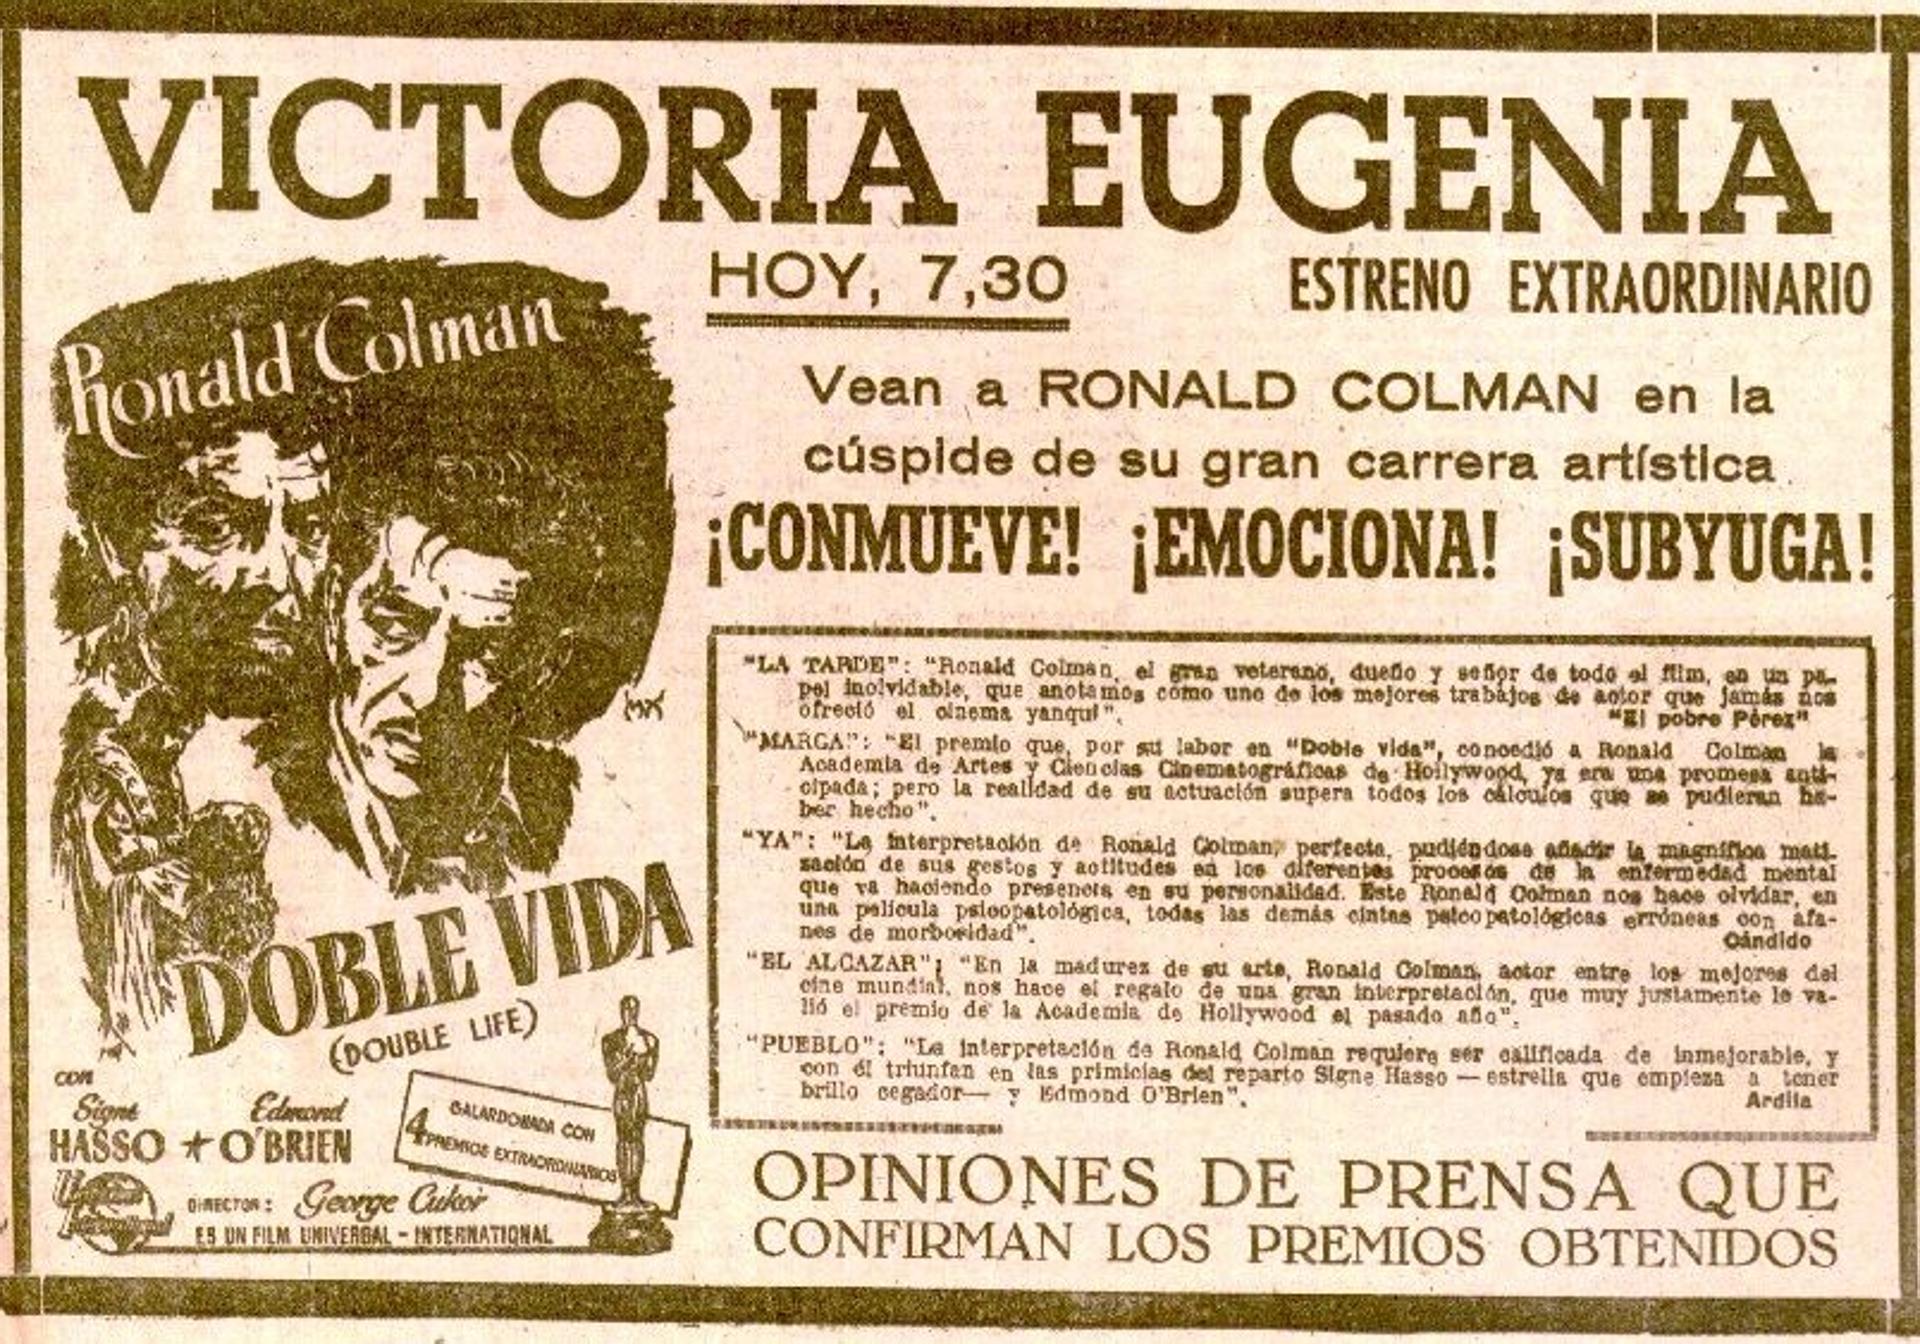 VICTORIA EUGENIA
HOY, 7,30
ESTRENO EXTRAORDINARIO
Ronald Colman
Vean a RONALD COLMAN en la
cúspide de su gran carrera artística
¡CONMUEVE! ¡EMOCIONA! ¡SUBYUGA!
"LA TARDE": "Ronald Colman, el gran veterano, dueño y señor de todo el film, en un pa-
pel inolvidable, que anotamos como uno de los mejores trabajos de actor que jamás nos
ofreció el cinema yanqui".
"El pobre Pérez"
"MARCA": "El premio que, por su labor en "Doble vida", concedió a Ronald Colman la
Academia de Artes y Ciencias Cinematográficas de Hollywood, ya era una promesa anti-
cipada; pero la realidad de su actuación supera todos los cálculos que se pudieran ha-
ber hecho".
"YA": "La interpretación de Ronald Colman, perfecta, pudiéndose añadir la magnífica mati-
zación de sus gestos y actitudes en los diferentes procesos de la enfermedad mental
que va haciendo presencia en su personalidad. Este Ronald Colman nos hace olvidar, en
una película psicopatológica, todas las demás cintas psicopatológicas erróneas con afa-
nes de morbosidad".
Cándido
"EL ALCAZAR"; "En la madurez de su arte, Ronald Colman, actor entre los mejores del
cine mundial, nos hace el regalo de una gran interpretación, que muy justamente le va-
lió el premio de la Academia de Hollywood el pasado año".
"PUEBLO": "La interpretación de Ronald Colman requiere ser calificada de inmejorable, y
con él triunfan en las primicias del reparto Signe Hasso — estrella que empieza a tener
brillo cegador— y Edmond O'Brien".
Ardila
DOBLE VIDA
(DOUBLE LIFE)
con
Signe HASSO * Edmond O'BRIEN
GALARDONADA CON
4 PREMIOS EXTRAORDINARIOS
Universal International
DIRECTOR: George Cukor
ES UN FILM UNIVERSAL - INTERNATIONAL
OPINIONES DE PRENSA QUE
CONFIRMAN LOS PREMIOS OBTENIDOS